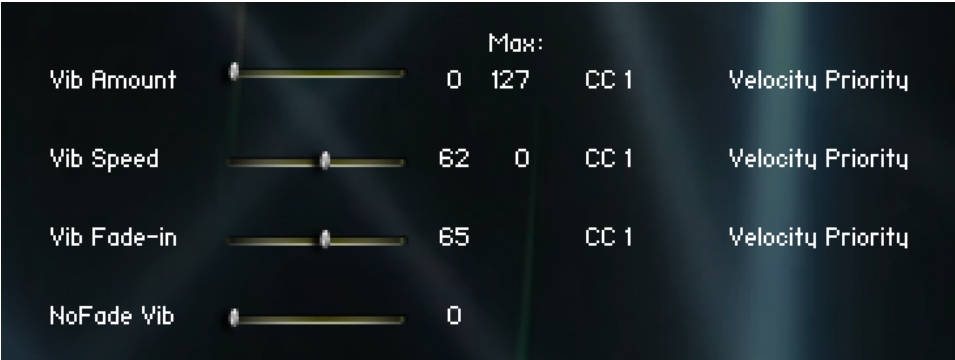 Max:
Vib Amount 0 127 CC 1 Velocity Priority
Vib Speed 62 0 CC 1 Velocity Priority
Vib Fade-in 65 CC 1 Velocity Priority
NoFade Vib 0